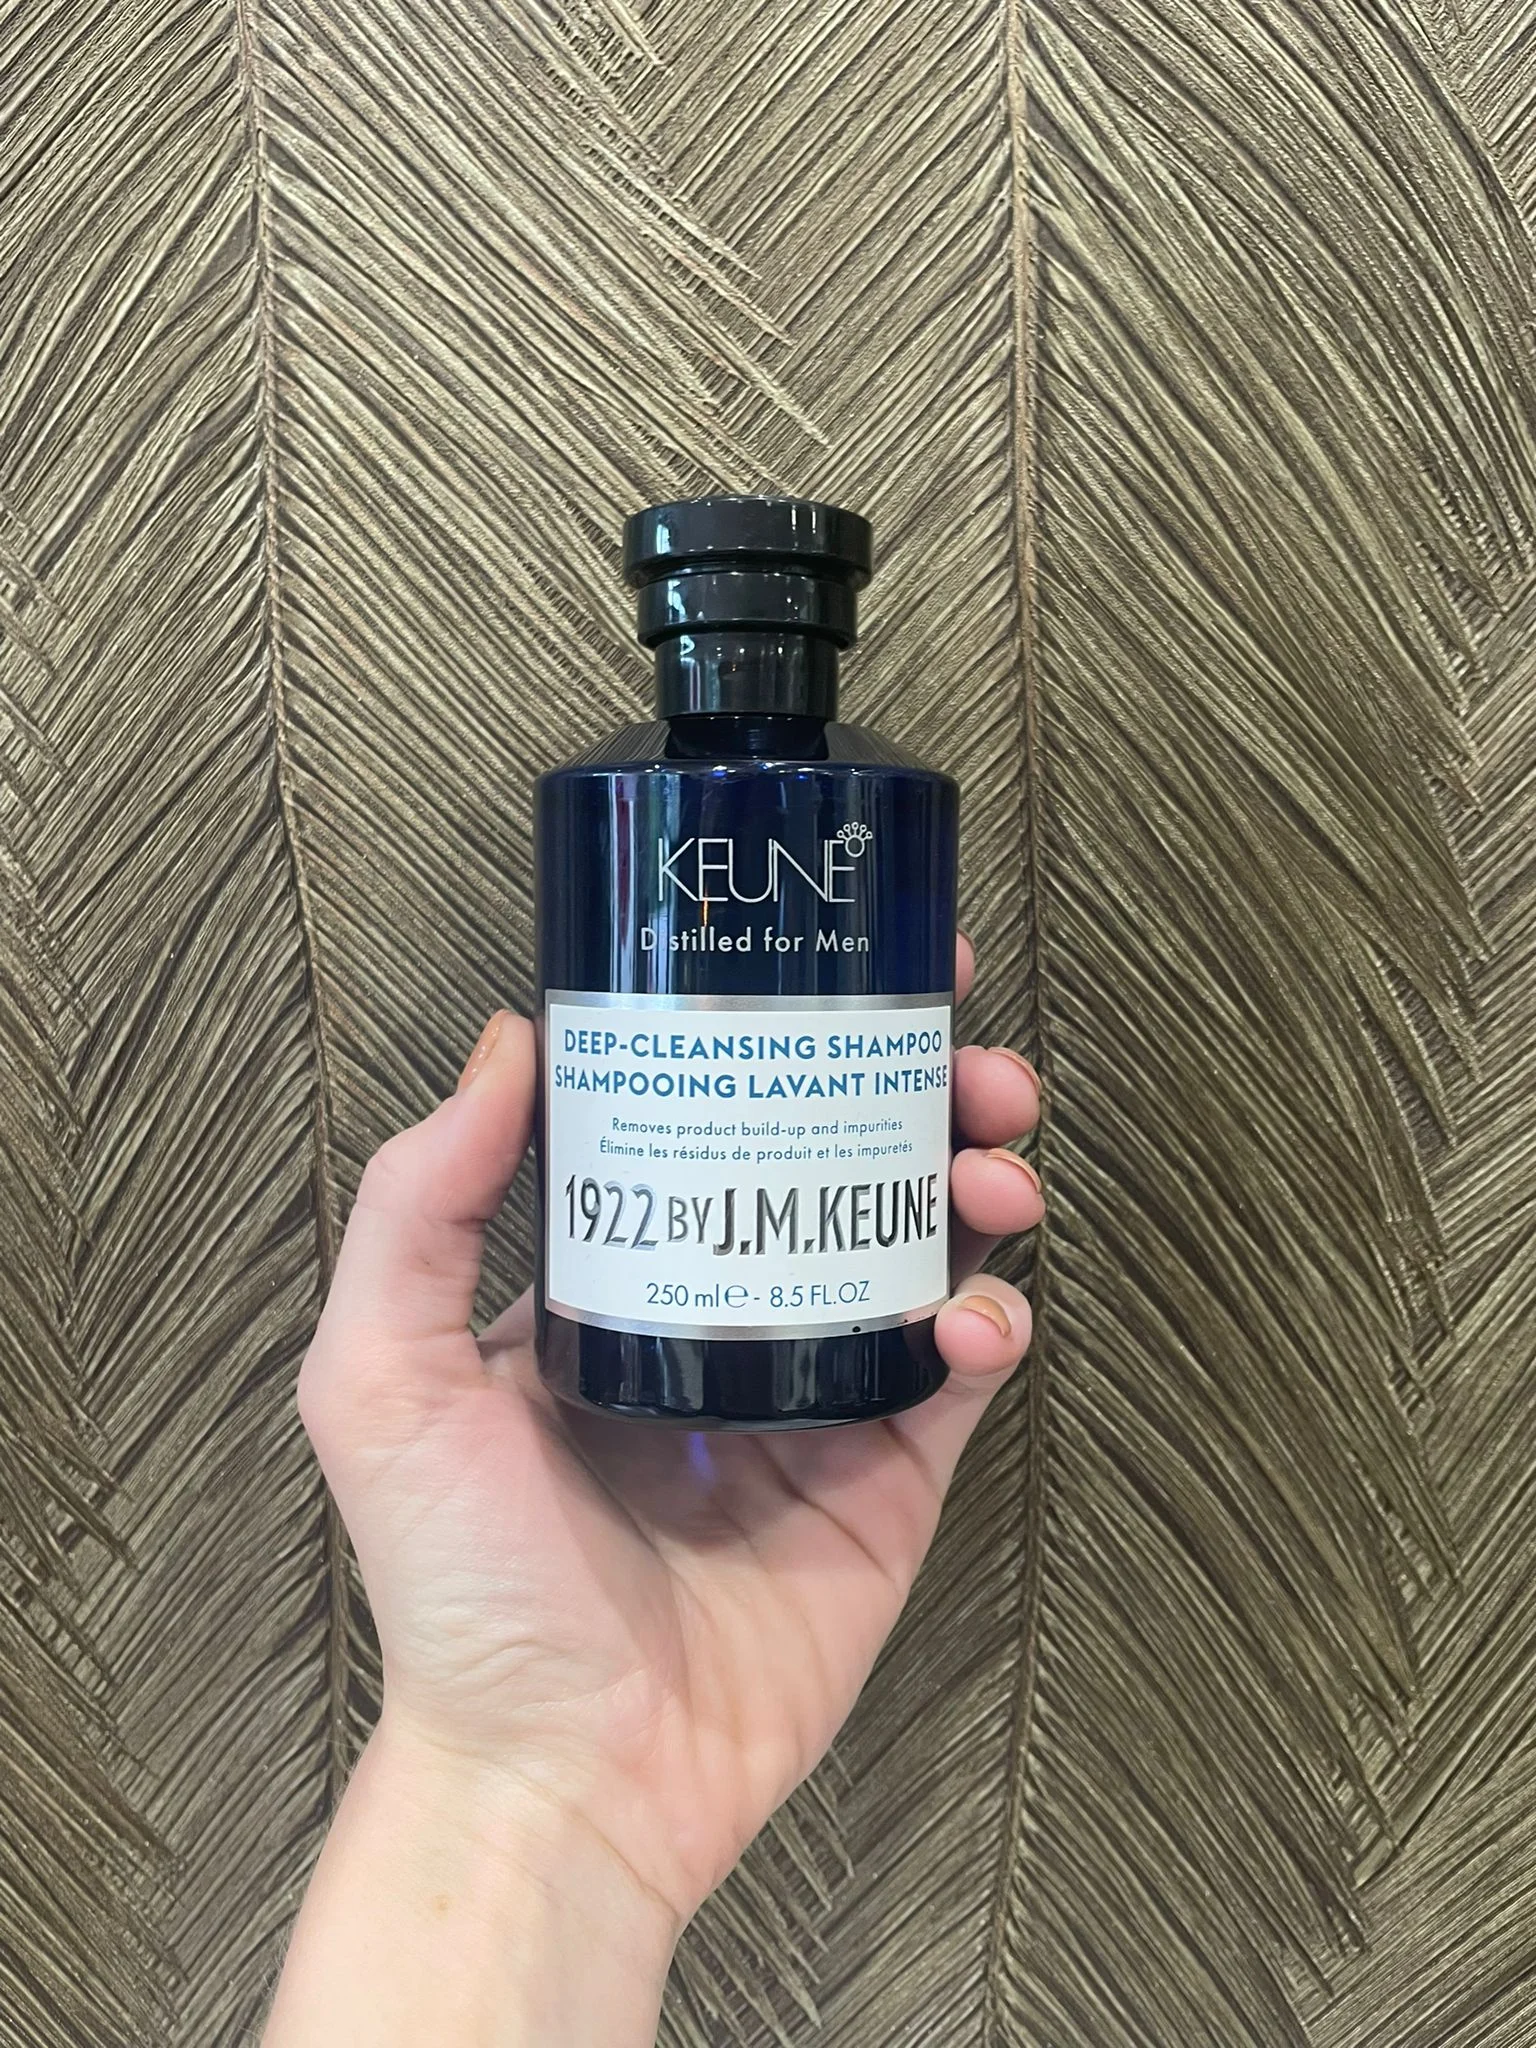 KEUNE
Distilled for Men
DEEP-CLEANSING SHAMPOO
SHAMPOOING LAVANT INTENSE
Removes product build-up and impurities
Élimine les résidus de produit et les impuretés
1922 BY J.M.KEUNE
250 ml e - 8.5 FL.OZ